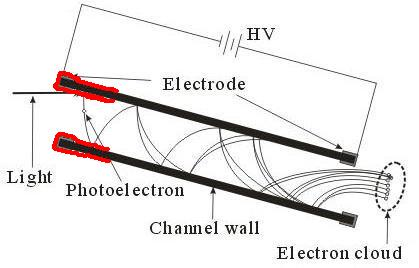 HV
Electrode
Light
Photoelectron
Channel wall
Electron cloud